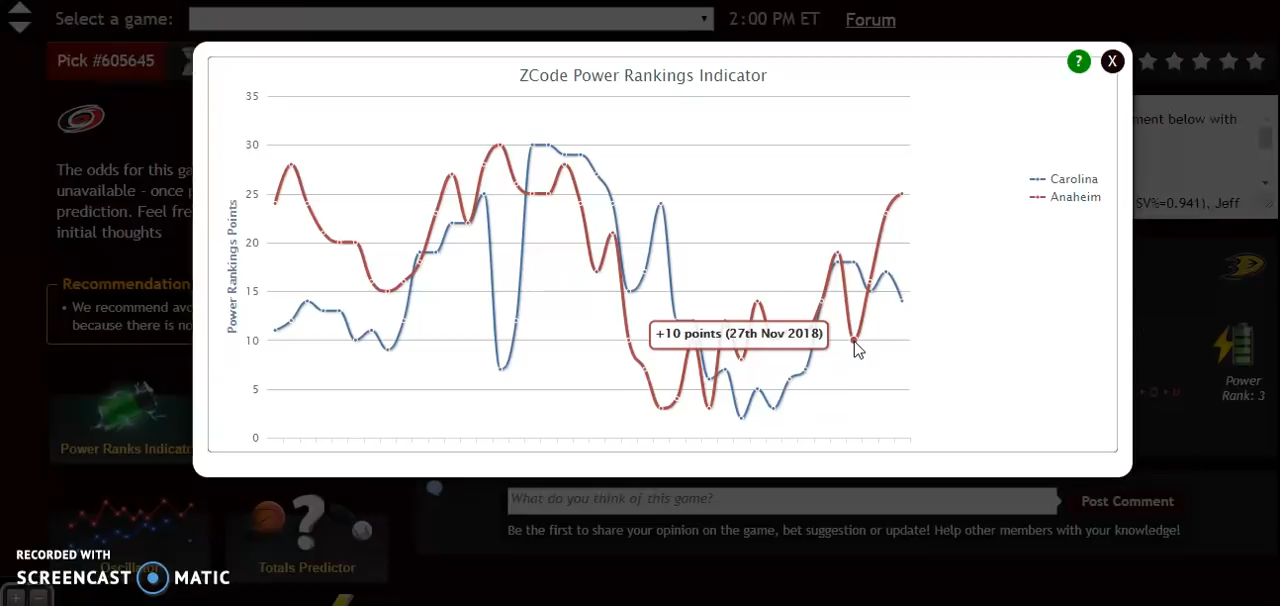 Select a game:
2:00 PM ET
Forum
Pick #605645
ZCode Power Rankings Indicator
?
X
35
30
25
20
15
10
5
0
Power Rankings Points
+10 points (27th Nov 2018)
Carolina
Anaheim
ment below with
SV%=0.941), Jeff
The odds for this ga
unavailable - once
prediction. Feel fre
initial thoughts
Recommendation
• We recommend avo
because there is no
Power
Rank: 3
Power Ranks Indicato
What do you think of this game?
Post Comment
Be the first to share your opinion on the game, bet suggestion or update! Help other members with your knowledge!
Totals Predictor
RECORDED WITH
SCREENCAST MATIC